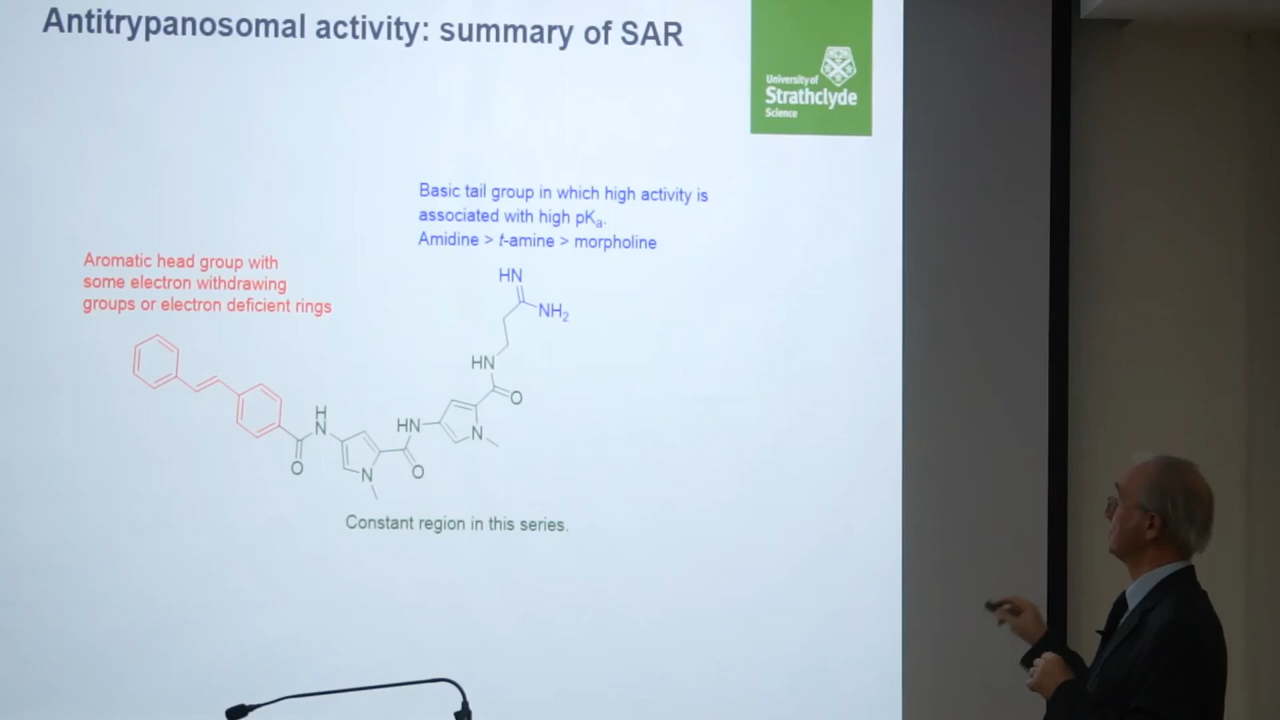 Antitrypanosomal activity: summary of SAR
University of
Strathclyde
Science
Basic tail group in which high activity is
associated with high pKa.
Amidine > t-amine > morpholine
Aromatic head group with
some electron withdrawing
groups or electron deficient rings
HN
NH2
HN
O
H
N
HN
N
O
N
O
Constant region in this series.